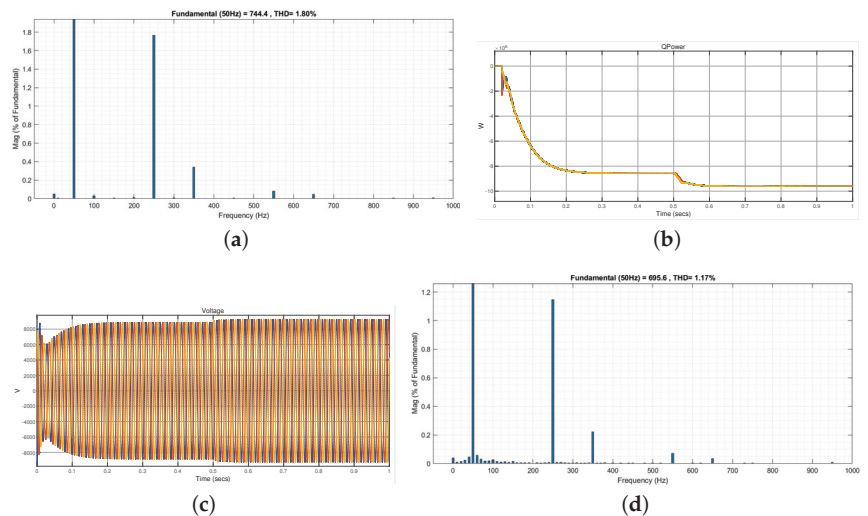 Fundamental (50Hz) = 744.4 , THD= 1.80%
Mag (% of Fundamental)
1.8
1.6
1.4
1.2
1
0.8
0.6
0.4
0.2
0
0 100 200 300 400 500 600 700 800 900 1000
Frequency (Hz)
(a)
QPower
W
0
-2
-4
-6
-8
-10
0 0.1 0.2 0.3 0.4 0.5 0.6 0.7 0.8 0.9 1
Time (secs)
(b)
Voltage
V
8000
6000
4000
2000
0
-2000
-4000
-6000
-8000
0 0.1 0.2 0.3 0.4 0.5 0.6 0.7 0.8 0.9 1
Time (secs)
(c)
Fundamental (50Hz) = 695.6 , THD= 1.17%
Mag (% of Fundamental)
1.2
1
0.8
0.6
0.4
0.2
0
0 100 200 300 400 500 600 700 800 900 1000
Frequency (Hz)
(d)